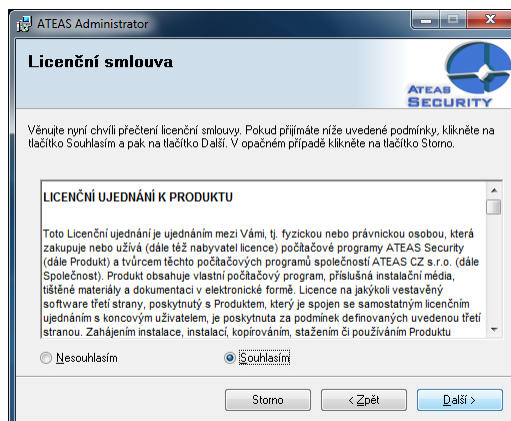 ATEAS Administrator
Licenční smlouva
ATEAS
SECURITY
Věnujte nyní chvíli přečtení licenční smlouvy. Pokud přijímáte níže uvedené podmínky, klikněte na
tlačítko Souhlasím a pak na tlačítko Další. V opačném případě klikněte na tlačítko Storno.
LICENČNÍ UJEDNÁNÍ K PRODUKTU
Toto Licenční ujednání je ujednáním mezi Vámi, tj. fyzickou nebo právnickou osobou, která
zakupuje nebo užívá (dále též nabyvatel licence) počítačové programy ATEAS Security
(dále Produkt) a tvůrcem těchto počítačových programů společností ATEAS CZ s.r.o. (dále
Společnost). Produkt obsahuje vlastní počítačový program, příslušná instalační média,
tištěné materiály a dokumentaci v elektronické formě. Licence na jakýkoli vestavěný
software třetí strany, poskytnutý s Produktem, který je spojen se samostatným licenčním
ujednáním s koncovým uživatelem, je poskytnuta za podmínek definovaných uvedenou třetí
stranou. Zahájením instalace, instalací, kopírováním, stažením či používáním Produktu
Nesouhlasím
Souhlasím
Storno
< Zpět
Další >